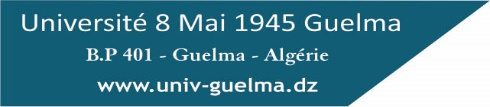 Université 8 Mai 1945 Guelma
B.P 401 - Guelma - Algérie
www.univ-guelma.dz